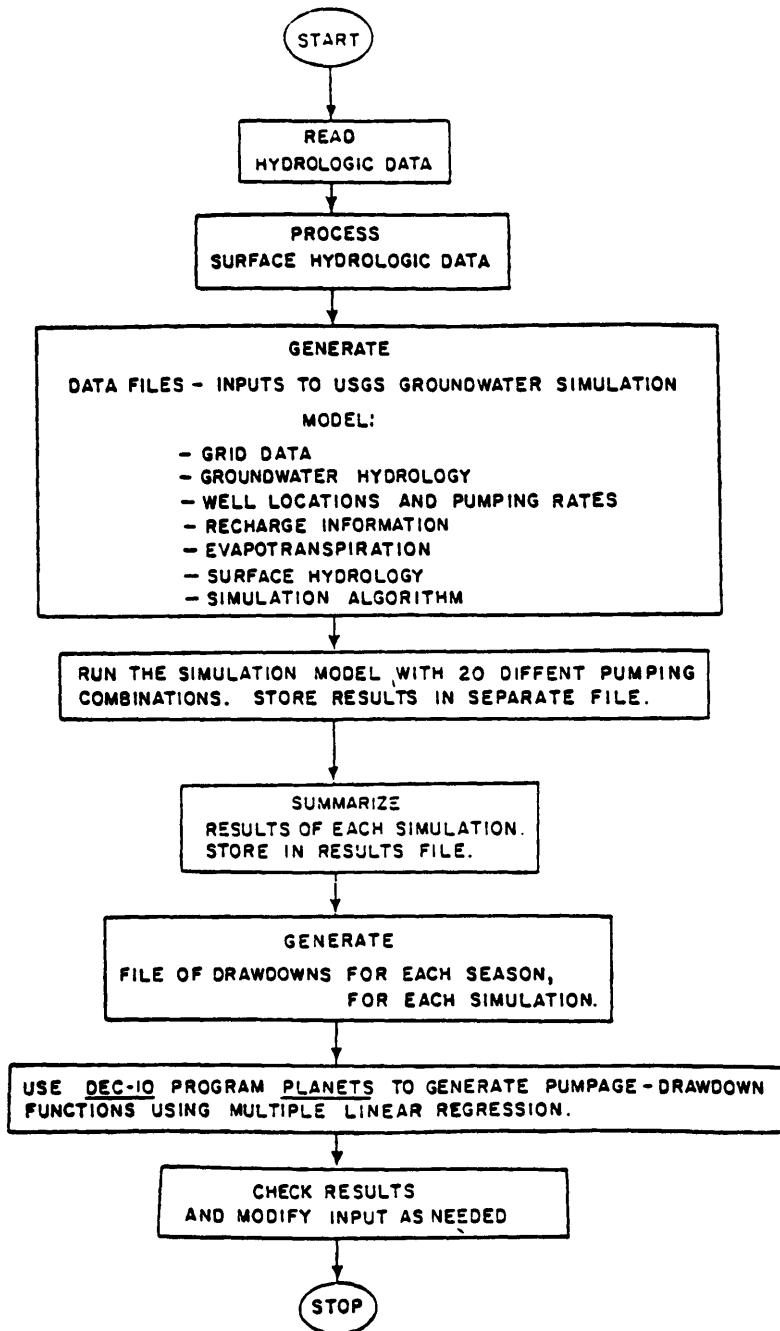 START
READ
HYDROLOGIC DATA
PROCESS
SURFACE HYDROLOGIC DATA
GENERATE
DATA FILES - INPUTS TO USGS GROUNDWATER SIMULATION
MODEL:
- GRID DATA
- GROUNDWATER HYDROLOGY
- WELL LOCATIONS AND PUMPING RATES
- RECHARGE INFORMATION
- EVAPOTRANSPIRATION
- SURFACE HYDROLOGY
- SIMULATION ALGORITHM
RUN THE SIMULATION MODEL WITH 20 DIFFENT PUMPING
COMBINATIONS. STORE RESULTS IN SEPARATE FILE.
SUMMARIZE
RESULTS OF EACH SIMULATION.
STORE IN RESULTS FILE.
GENERATE
FILE OF DRAWDOWNS FOR EACH SEASON,
FOR EACH SIMULATION.
USE DEC-10 PROGRAM PLANETS TO GENERATE PUMPAGE-DRAWDOWN
FUNCTIONS USING MULTIPLE LINEAR REGRESSION.
CHECK RESULTS
AND MODIFY INPUT AS NEEDED
STOP